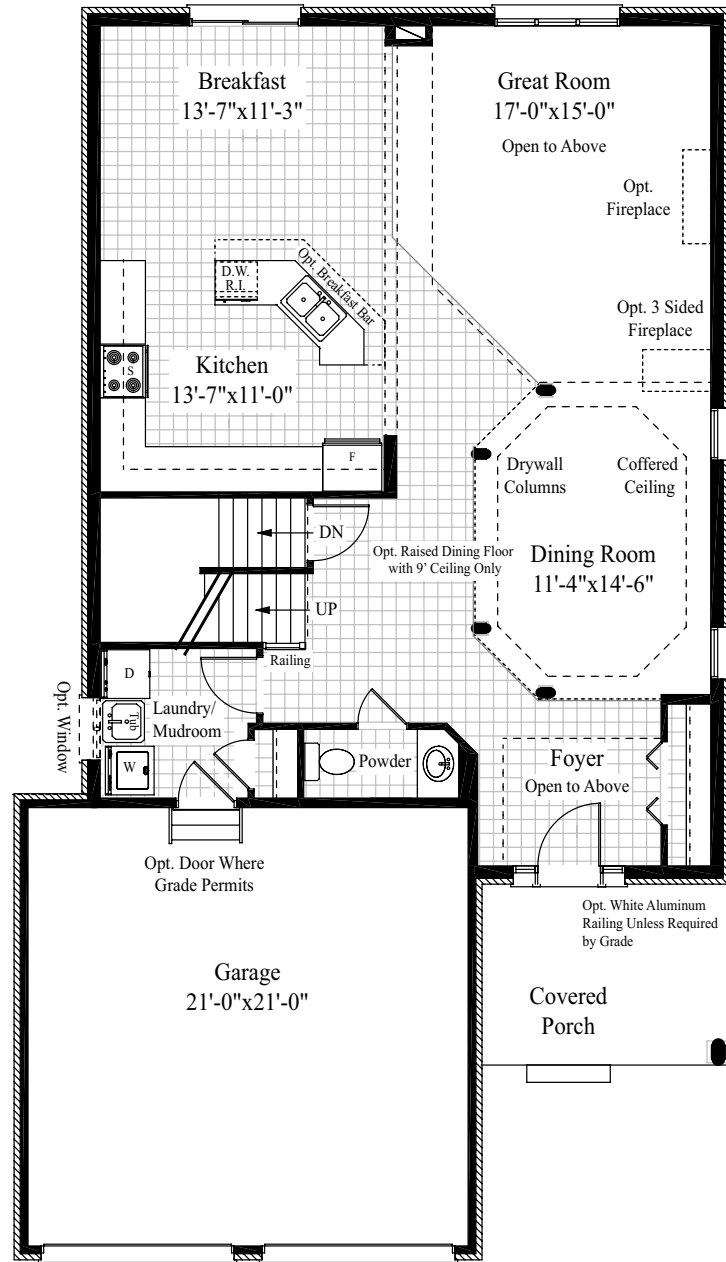 Breakfast
13'-7"x11'-3"
Great Room
17'-0"x15'-0"
Open to Above
Opt.
Fireplace
D.W.
R.I.
Opt. Breakfast Bar
Opt. 3 Sided
Fireplace
S
Kitchen
13'-7"x11'-0"
F
Drywall
Columns
Coffered
Ceiling
DN
Opt. Raised Dining Floor
with 9' Ceiling Only
Dining Room
11'-4"x14'-6"
UP
Railing
D
Opt. Window
Tub
Laundry/
Mudroom
W
Powder
Foyer
Open to Above
Opt. Door Where
Grade Permits
Opt. White Aluminum
Railing Unless Required
by Grade
Garage
21'-0"x21'-0"
Covered
Porch